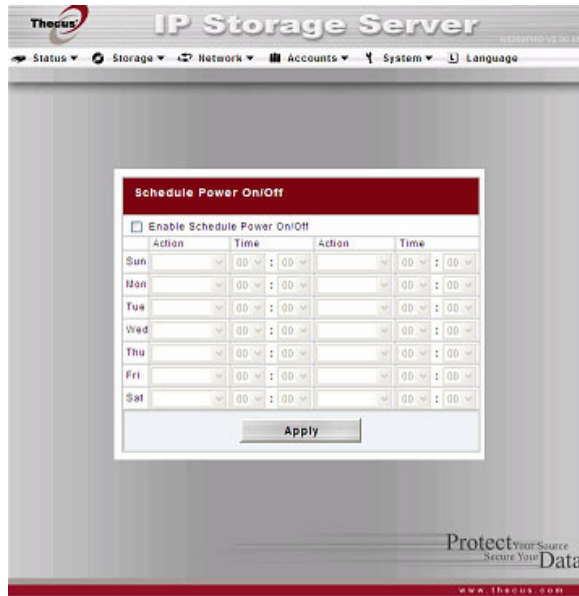 Thecus
IP Storage Server
Status Storage Network Accounts System Language
Schedule Power On/Off
Enable Schedule Power On/Off
Action Time Action Time
Sun 00 : 00 00 : 00
Mon 00 : 00 00 : 00
Tue 00 : 00 00 : 00
Wed 00 : 00 00 : 00
Thu 00 : 00 00 : 00
Fri 00 : 00 00 : 00
Sat 00 : 00 00 : 00
Apply
Protect Your Source
Secure Your Data
www.thecus.com